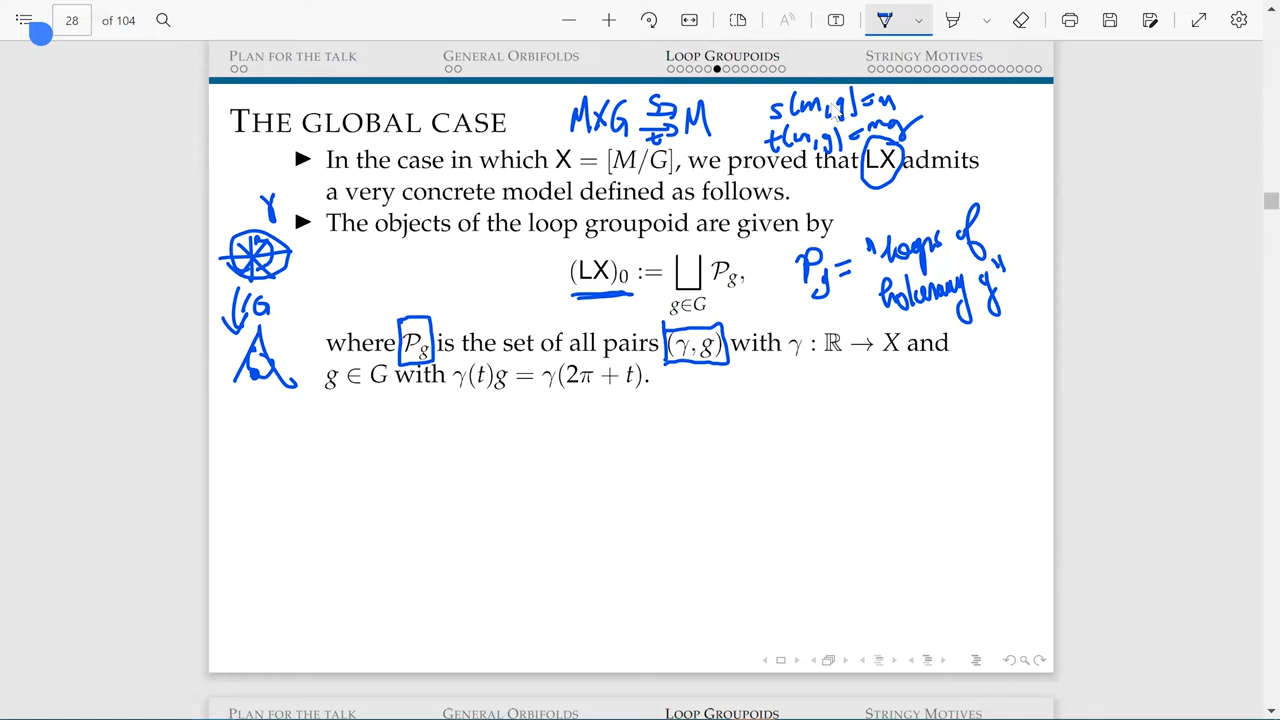 28 of 104
PLAN FOR THE TALK GENERAL ORBIFOLDS LOOP GROUPOIDS STRINGY MOTIVES
THE GLOBAL CASE
M×G ⇉ M
s
t
s(m,g)=m
t(m,g)=mg
► In the case in which X = [M/G], we proved that LX admits
a very concrete model defined as follows.
► The objects of the loop groupoid are given by
(LX)₀ := ⨆ 𝒫_g,
g∈G
P_g = "loops of
holonomy g"
γ
/G
where 𝒫_g is the set of all pairs (γ, g) with γ : ℝ → X and
g ∈ G with γ(t)g = γ(2π + t).
PLAN FOR THE TALK GENERAL ORBIFOLDS LOOP GROUPOIDS STRINGY MOTIVES